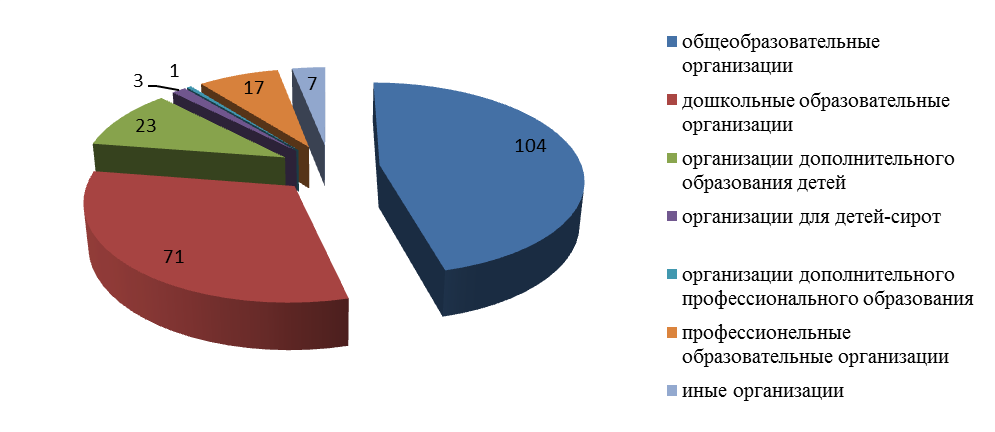 3
1
17
7
104
23
71
общеобразовательные
организации
дошкольные образовательные
организации
организации дополнительного
образования детей
организации для детей-сирот
организации дополнительного
профессионального образования
профессионельные
образовательные организации
иные организации